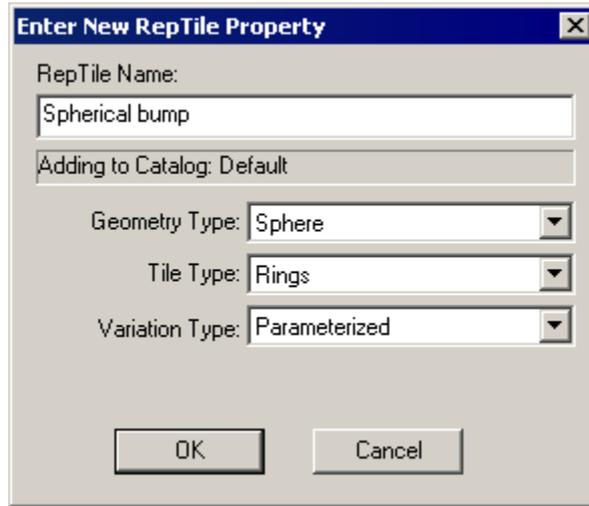 Enter New RepTile Property
RepTile Name:
Spherical bump
Adding to Catalog: Default
Geometry Type: Sphere
Tile Type: Rings
Variation Type: Parameterized
OK Cancel